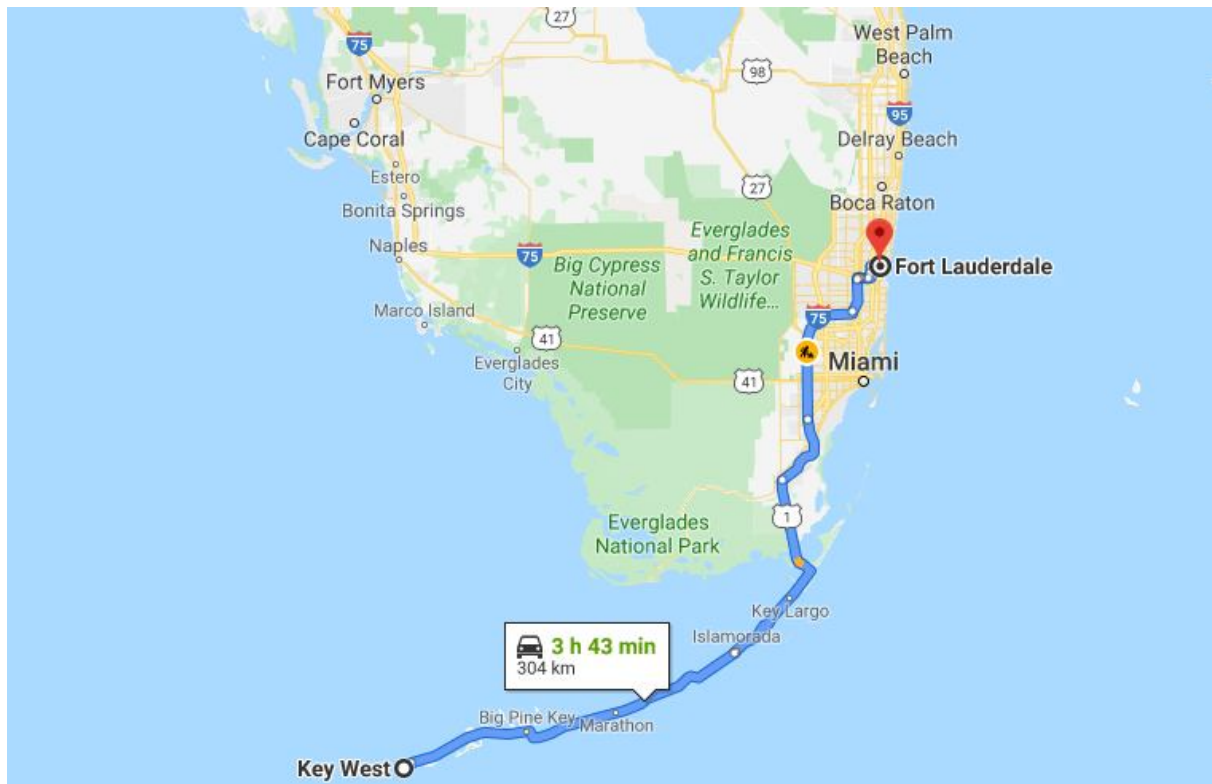 27
75
West Palm
Beach
98
Fort Myers
95
Cape Coral
Delray Beach
Estero
27
Boca Raton
Bonita Springs
Everglades
and Francis
S. Taylor
Wildlife...
Naples
75
Big Cypress
National
Preserve
Fort Lauderdale
Marco Island
75
41
Everglades
City
Miami
41
1
Everglades
National Park
Key Largo
Islamorada
3 h 43 min
304 km
Big Pine Key
Marathon
Key West